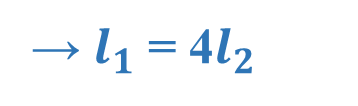 → l₁ = 4l₂